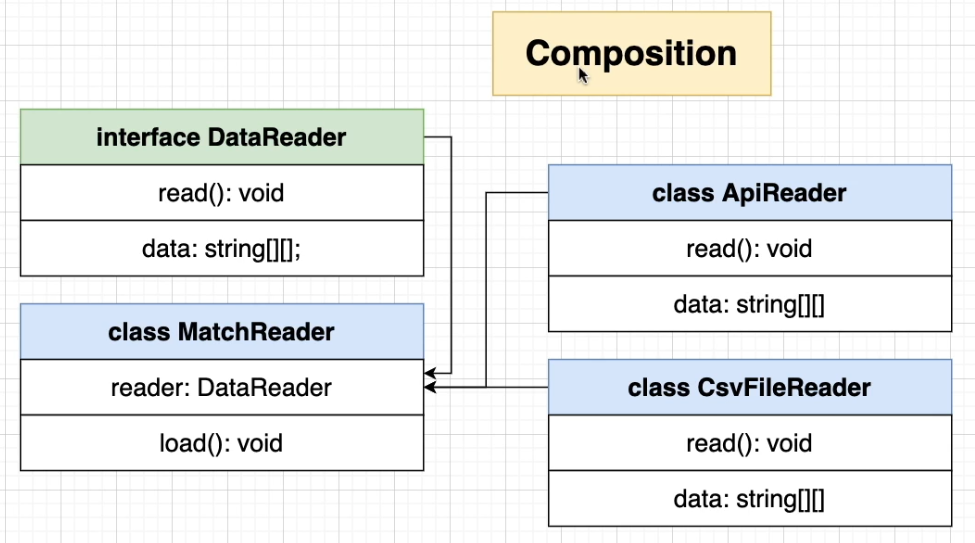 Composition
interface DataReader
read(): void
data: string[][];
class MatchReader
reader: DataReader
load(): void
class ApiReader
read(): void
data: string[][]
class CsvFileReader
read(): void
data: string[][]